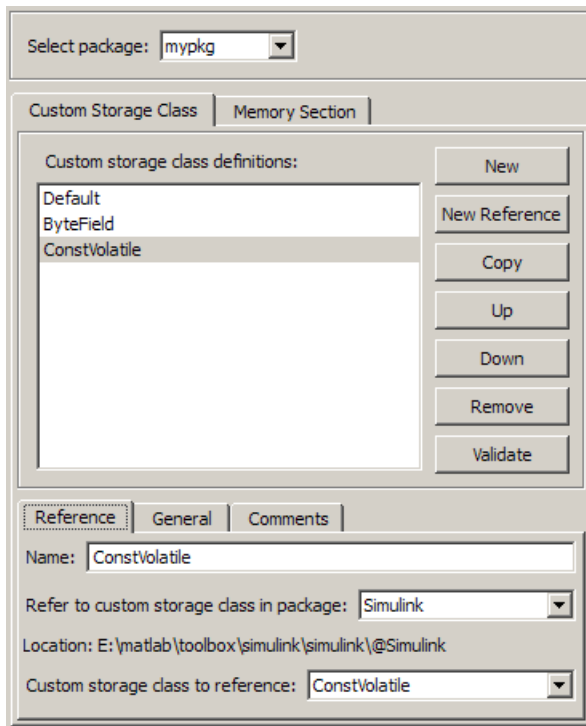 Select package: mypkg
Custom Storage Class Memory Section
Custom storage class definitions:
Default
ByteField
ConstVolatile
New
New Reference
Copy
Up
Down
Remove
Validate
Reference General Comments
Name: ConstVolatile
Refer to custom storage class in package: Simulink
Location: E:\matlab\toolbox\simulink\simulink\@Simulink
Custom storage class to reference: ConstVolatile